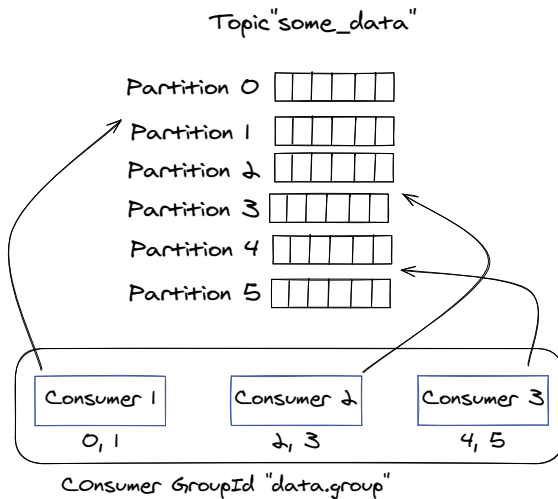 Topic"some_data"
Partition 0
Partition 1
Partition 2
Partition 3
Partition 4
Partition 5
Consumer 1
Consumer 2
Consumer 3
0, 1
2, 3
4, 5
Consumer GroupId "data.group"